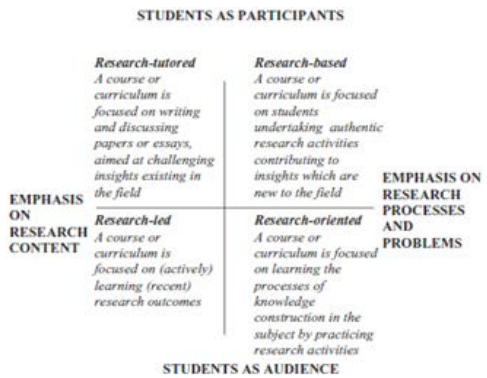 STUDENTS AS PARTICIPANTS
Research-tutored
A course or
curriculum is
focused on writing
and discussing
papers or essays,
aimed at challenging
insights existing in
the field
Research-based
A course or
curriculum is
focused on students
undertaking authentic
research activities
contributing to
insights which are
new to the field
EMPHASIS
ON
RESEARCH
CONTENT
EMPHASIS ON
RESEARCH
PROCESSES
AND
PROBLEMS
Research-led
A course or
curriculum is
focused on (actively)
learning (recent)
research outcomes
Research-oriented
A course or
curriculum is focused
on learning the
processes of
knowledge
construction in the
subject by practicing
research activities
STUDENTS AS AUDIENCE